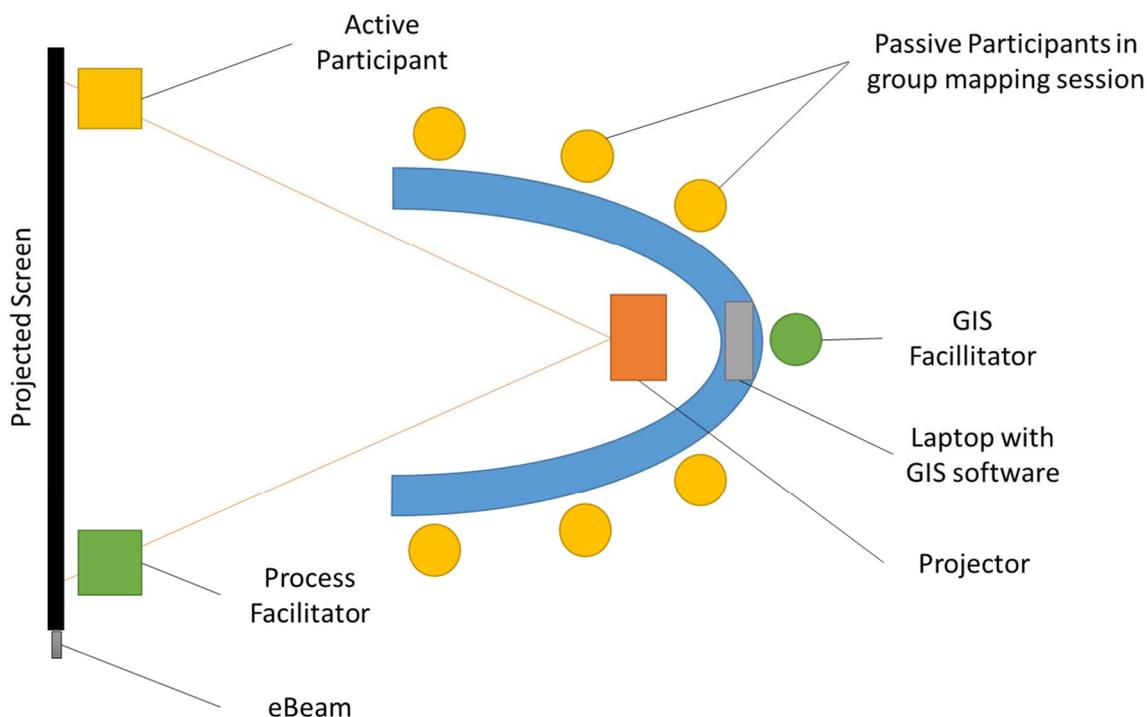 Active
Participant
Passive Participants in
group mapping session
Projected Screen
GIS
Facillitator
Laptop with
GIS software
Projector
Process
Facilitator
eBeam